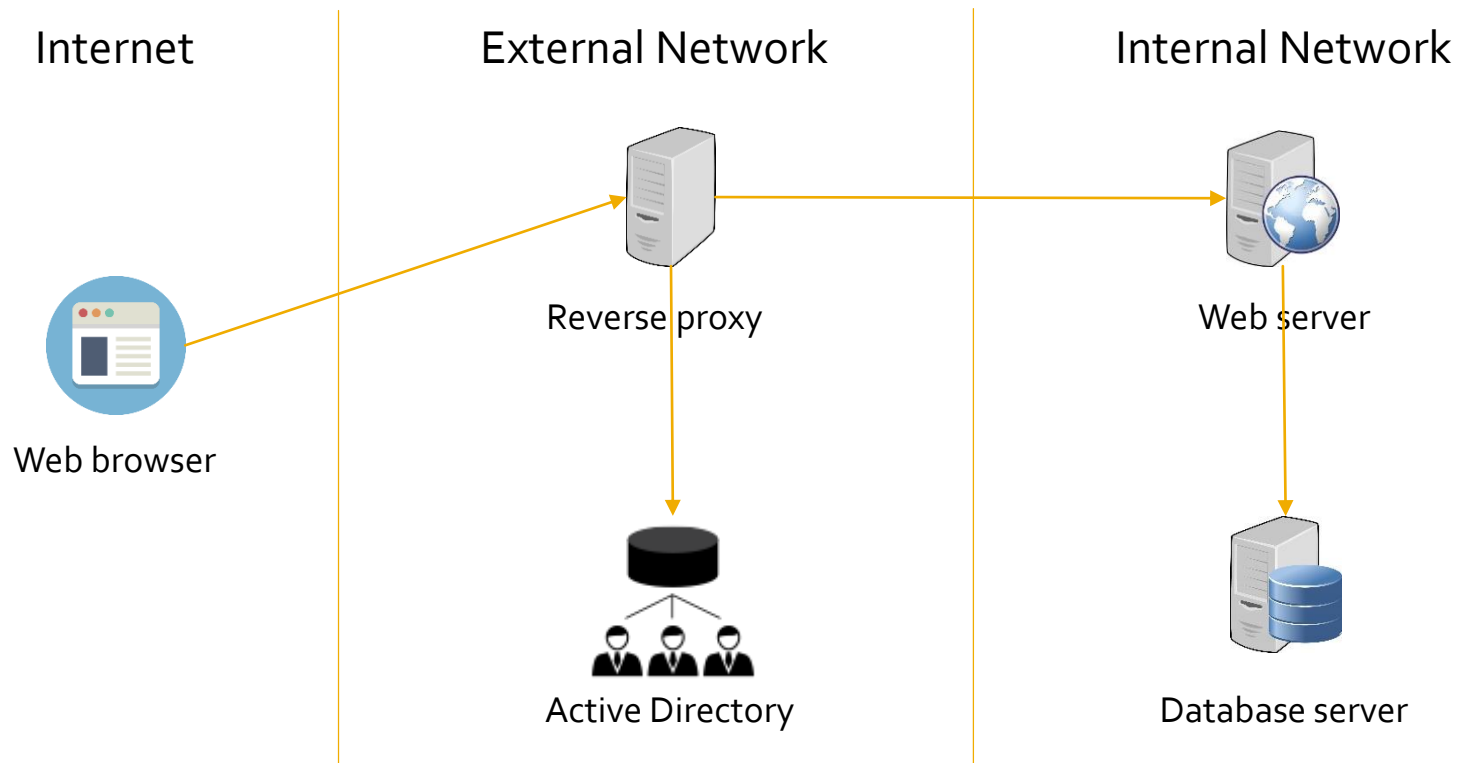 Internet
External Network
Internal Network
Reverse proxy
Web server
Web browser
Active Directory
Database server